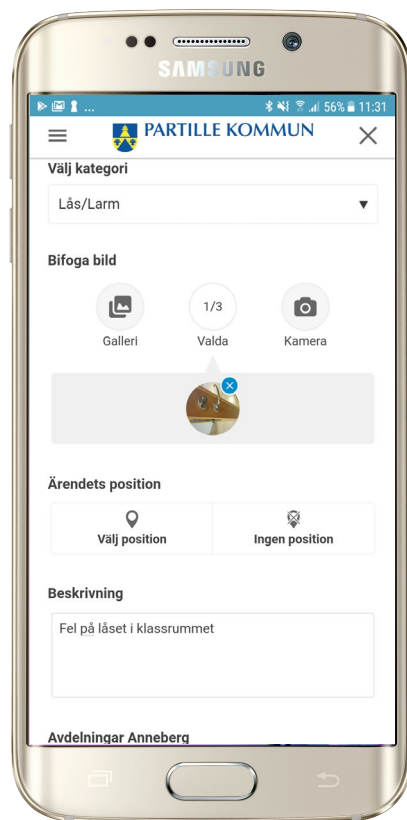 SAMSUNG
... 56% 11:31
PARTILLE KOMMUN
Välj kategori
Lås/Larm
Bifoga bild
1/3
Galleri Valda Kamera
Ärendets position
Välj position Ingen position
Beskrivning
Fel på låset i klassrummet
Avdelningar Anneberg